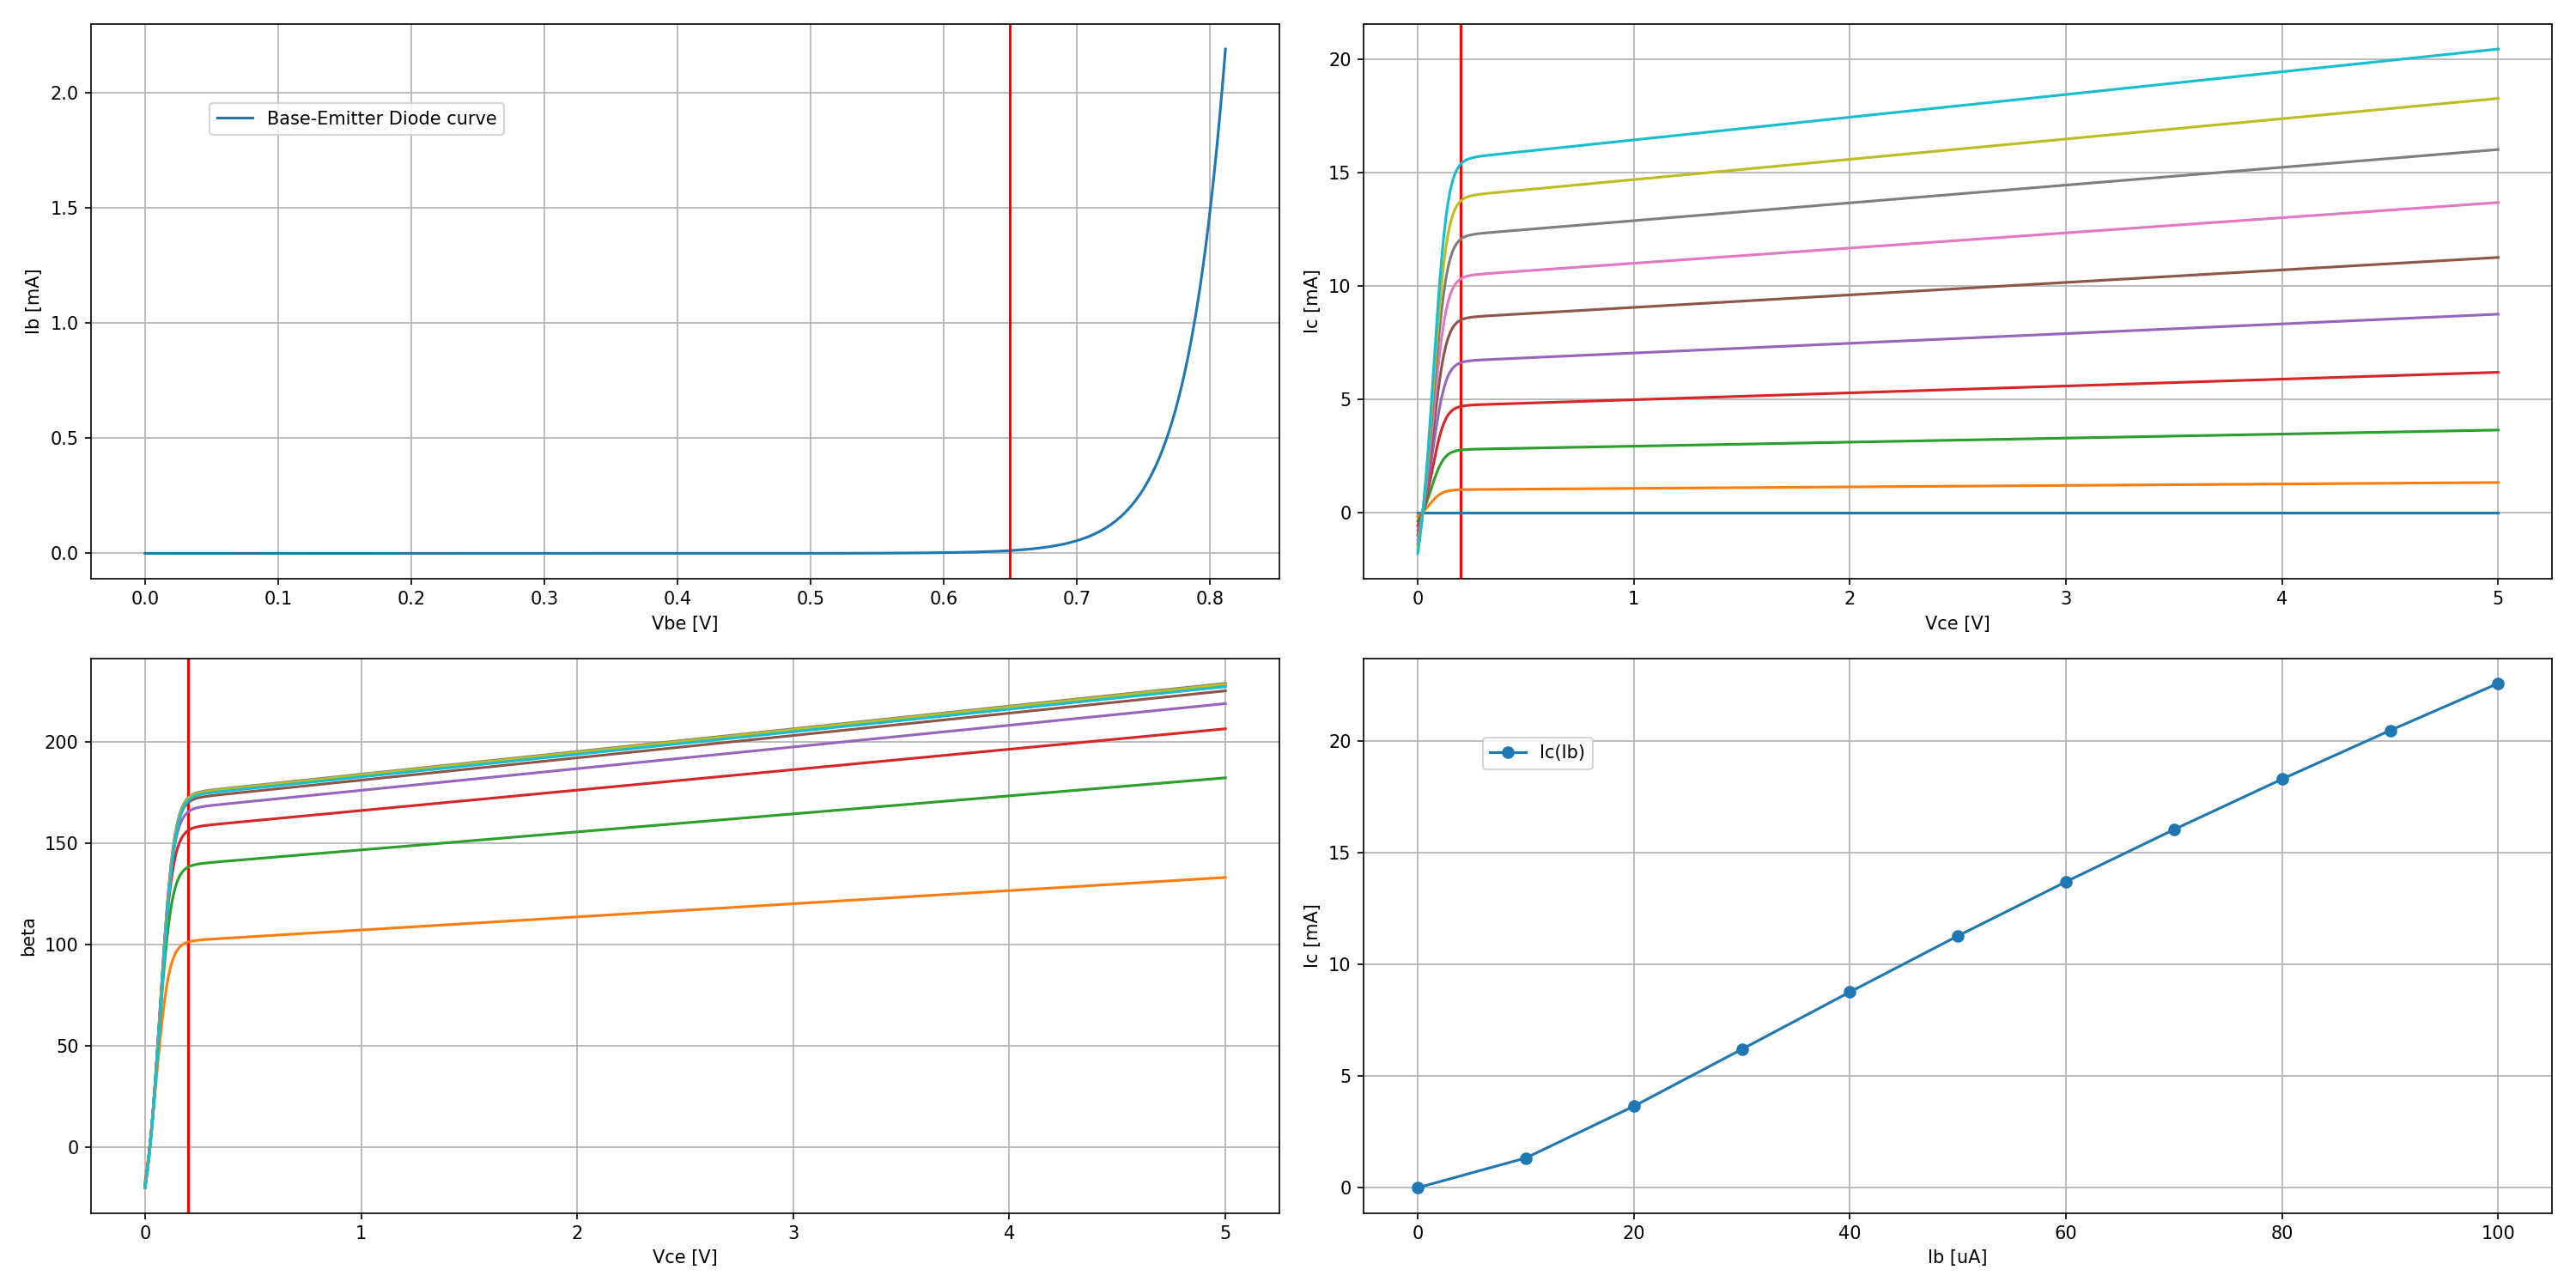 2.0
1.5
1.0
0.5
0.0
Ib [mA]
Base-Emitter Diode curve
0.0 0.1 0.2 0.3 0.4 0.5 0.6 0.7 0.8
Vbe [V]
20
15
10
5
0
Ic [mA]
0 1 2 3 4 5
Vce [V]
200
150
100
50
0
beta
0 1 2 3 4 5
Vce [V]
20
15
10
5
0
Ic [mA]
Ic(Ib)
0 20 40 60 80 100
Ib [uA]